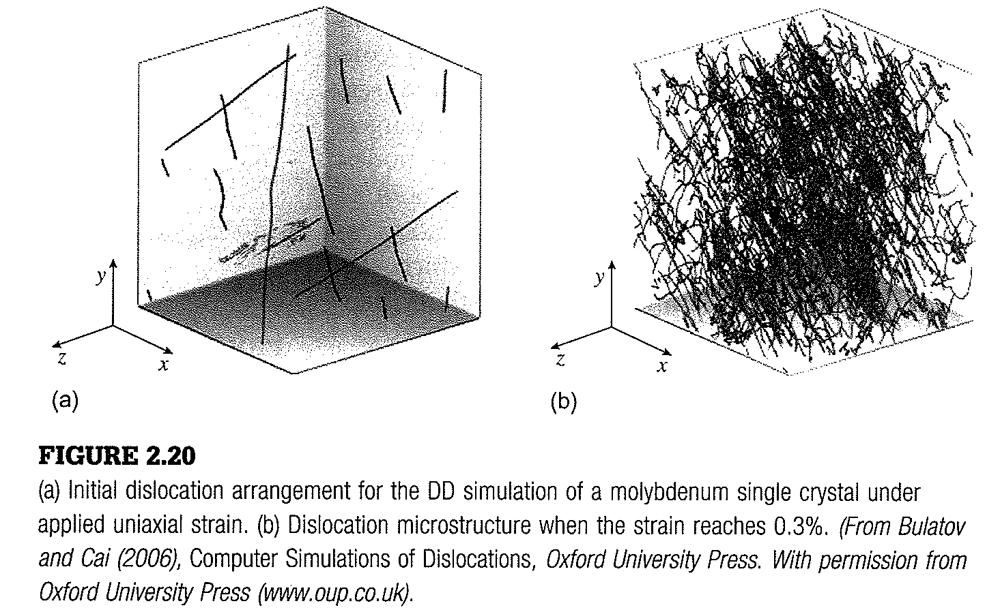 y
z
x
(a)
y
z
x
(b)
FIGURE 2.20
(a) Initial dislocation arrangement for the DD simulation of a molybdenum single crystal under
applied uniaxial strain. (b) Dislocation microstructure when the strain reaches 0.3%. (From Bulatov
and Cai (2006), Computer Simulations of Dislocations, Oxford University Press. With permission from
Oxford University Press (www.oup.co.uk).